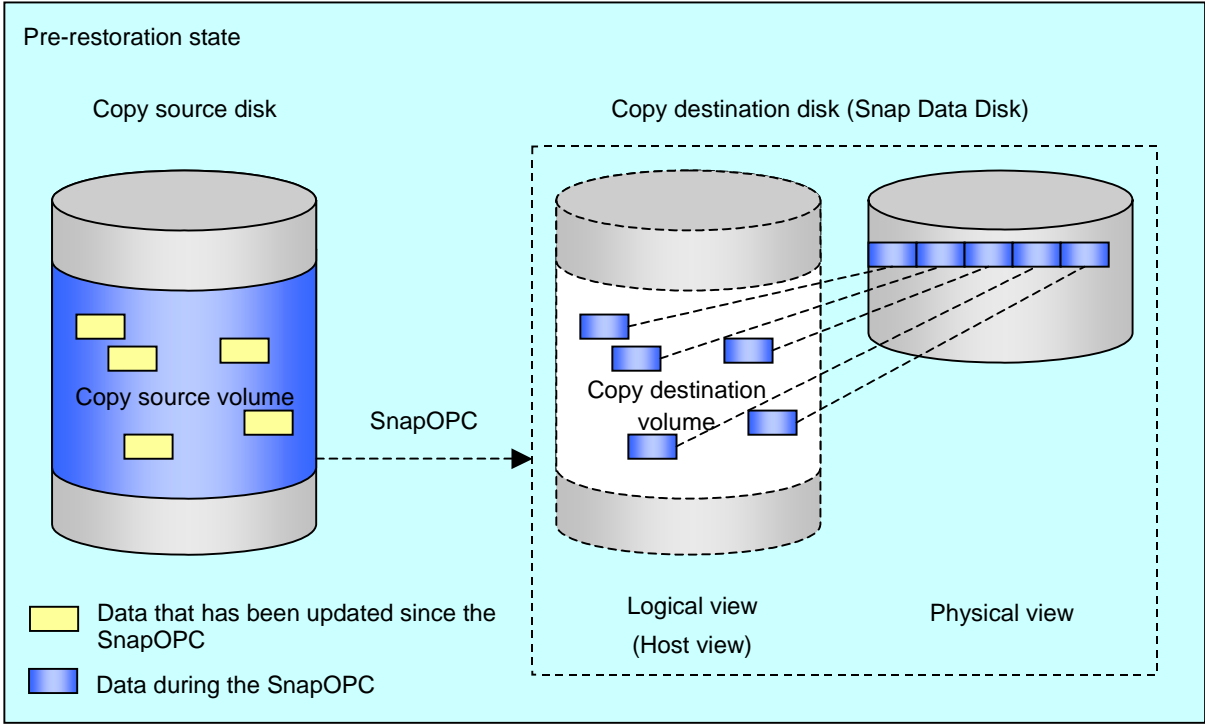 Pre-restoration state
Copy source disk
Copy destination disk (Snap Data Disk)
Copy source volume
SnapOPC
Copy destination
volume
Logical view
(Host view)
Physical view
Data that has been updated since the
SnapOPC
Data during the SnapOPC